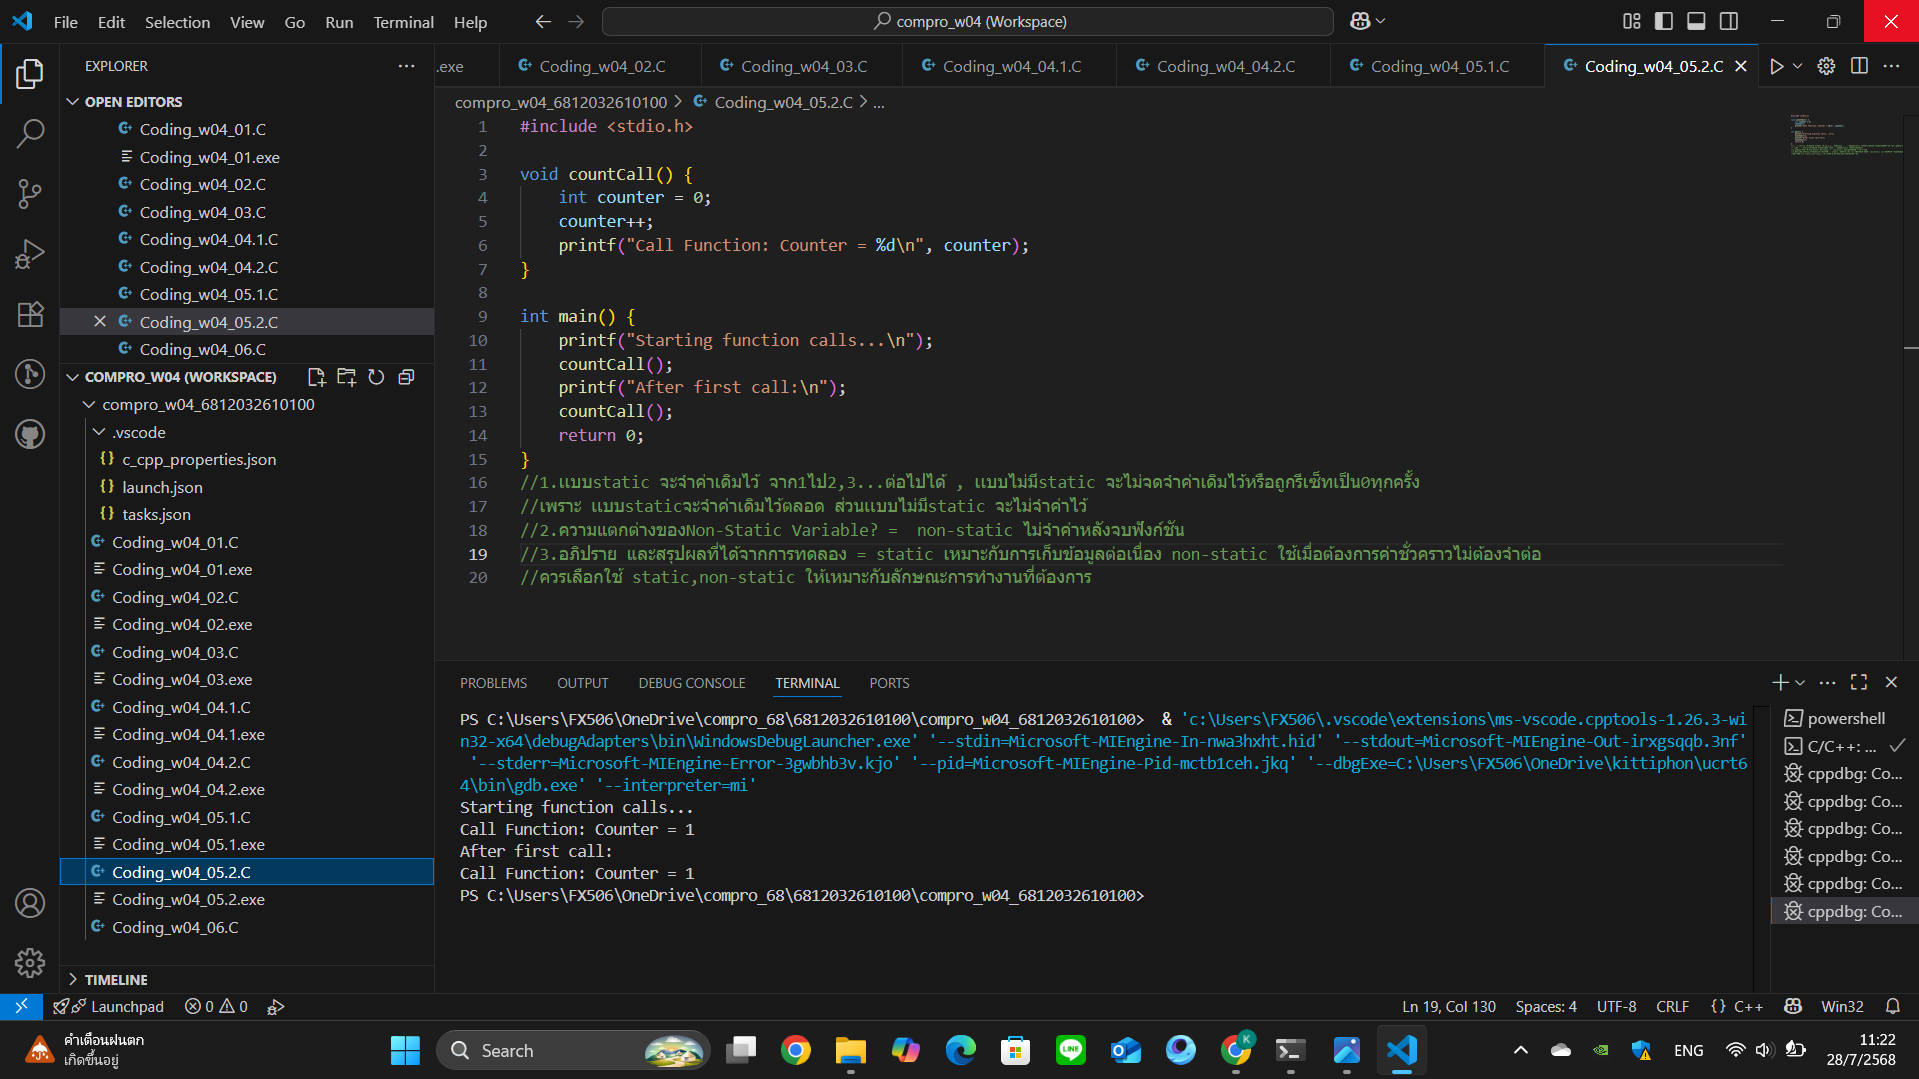 File Edit Selection View Go Run Terminal Help
compro_w04 (Workspace)
EXPLORER
OPEN EDITORS
Coding_w04_01.C
Coding_w04_01.exe
Coding_w04_02.C
Coding_w04_03.C
Coding_w04_04.1.C
Coding_w04_04.2.C
Coding_w04_05.1.C
Coding_w04_05.2.C
Coding_w04_06.C
COMPRO_W04 (WORKSPACE)
compro_w04_6812032610100
.vscode
c_cpp_properties.json
launch.json
tasks.json
Coding_w04_01.C
Coding_w04_01.exe
Coding_w04_02.C
Coding_w04_02.exe
Coding_w04_03.C
Coding_w04_03.exe
Coding_w04_04.1.C
Coding_w04_04.1.exe
Coding_w04_04.2.C
Coding_w04_04.2.exe
Coding_w04_05.1.C
Coding_w04_05.1.exe
Coding_w04_05.2.C
Coding_w04_05.2.exe
Coding_w04_06.C
TIMELINE
.exe Coding_w04_02.C Coding_w04_03.C Coding_w04_04.1.C Coding_w04_04.2.C Coding_w04_05.1.C Coding_w04_05.2.C
compro_w04_6812032610100 > Coding_w04_05.2.C > ...
1 #include <stdio.h>
2
3 void countCall() {
4 int counter = 0;
5 counter++;
6 printf("Call Function: Counter = %d\n", counter);
7 }
8
9 int main() {
10 printf("Starting function calls...\n");
11 countCall();
12 printf("After first call:\n");
13 countCall();
14 return 0;
15 }
16 //1.แบบstatic จะจำค่าเดิมไว้ จาก1ไป2,3...ต่อไปได้ , แบบไม่มีstatic จะไม่จดจำค่าเดิมไว้หรือถูกรีเซ็ทเป็น0ทุกครั้ง
17 //เพราะ แบบstaticจะจำค่าเดิมไว้ตลอด ส่วนแบบไม่มีstatic จะไม่จำค่าไว้
18 //2.ความแตกต่างของNon-Static Variable? =  non-static ไม่จำค่าหลังจบฟังก์ชัน
19 //3.อภิปราย และสรุปผลที่ได้จากการทดลอง = static เหมาะกับการเก็บข้อมูลต่อเนื่อง non-static ใช้เมื่อต้องการค่าชั่วคราวไม่ต้องจำต่อ
20 //ควรเลือกใช้ static,non-static ให้เหมาะกับลักษณะการทำงานที่ต้องการ
PROBLEMS OUTPUT DEBUG CONSOLE TERMINAL PORTS
PS C:\Users\FX506\OneDrive\compro_68\6812032610100\compro_w04_6812032610100>  & 'c:\Users\FX506\.vscode\extensions\ms-vscode.cpptools-1.26.3-wi
n32-x64\debugAdapters\bin\WindowsDebugLauncher.exe' '--stdin=Microsoft-MIEngine-In-nwa3hxht.hid' '--stdout=Microsoft-MIEngine-Out-irxgsqqb.3nf'
'--stderr=Microsoft-MIEngine-Error-3gwbhb3v.kjo' '--pid=Microsoft-MIEngine-Pid-mctb1ceh.jkq' '--dbgExe=C:\Users\FX506\OneDrive\kittiphon\ucrt6
4\bin\gdb.exe' '--interpreter=mi'
Starting function calls...
Call Function: Counter = 1
After first call:
Call Function: Counter = 1
PS C:\Users\FX506\OneDrive\compro_68\6812032610100\compro_w04_6812032610100>
powershell
C/C++: ...
cppdbg: Co...
cppdbg: Co...
cppdbg: Co...
cppdbg: Co...
cppdbg: Co...
cppdbg: Co...
Launchpad 0 0 Ln 19, Col 130 Spaces: 4 UTF-8 CRLF {} C++ Win32
คำเตือนฝนตก
เกิดขึ้นอยู่
Search
LINE
K
ENG
11:22
28/7/2568